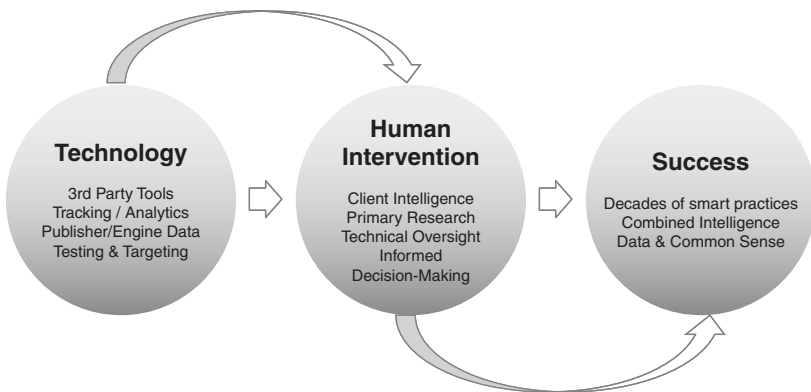 Technology
3rd Party Tools
Tracking / Analytics
Publisher/Engine Data
Testing & Targeting
Human
Intervention
Client Intelligence
Primary Research
Technical Oversight
Informed
Decision-Making
Success
Decades of smart practices
Combined Intelligence
Data & Common Sense